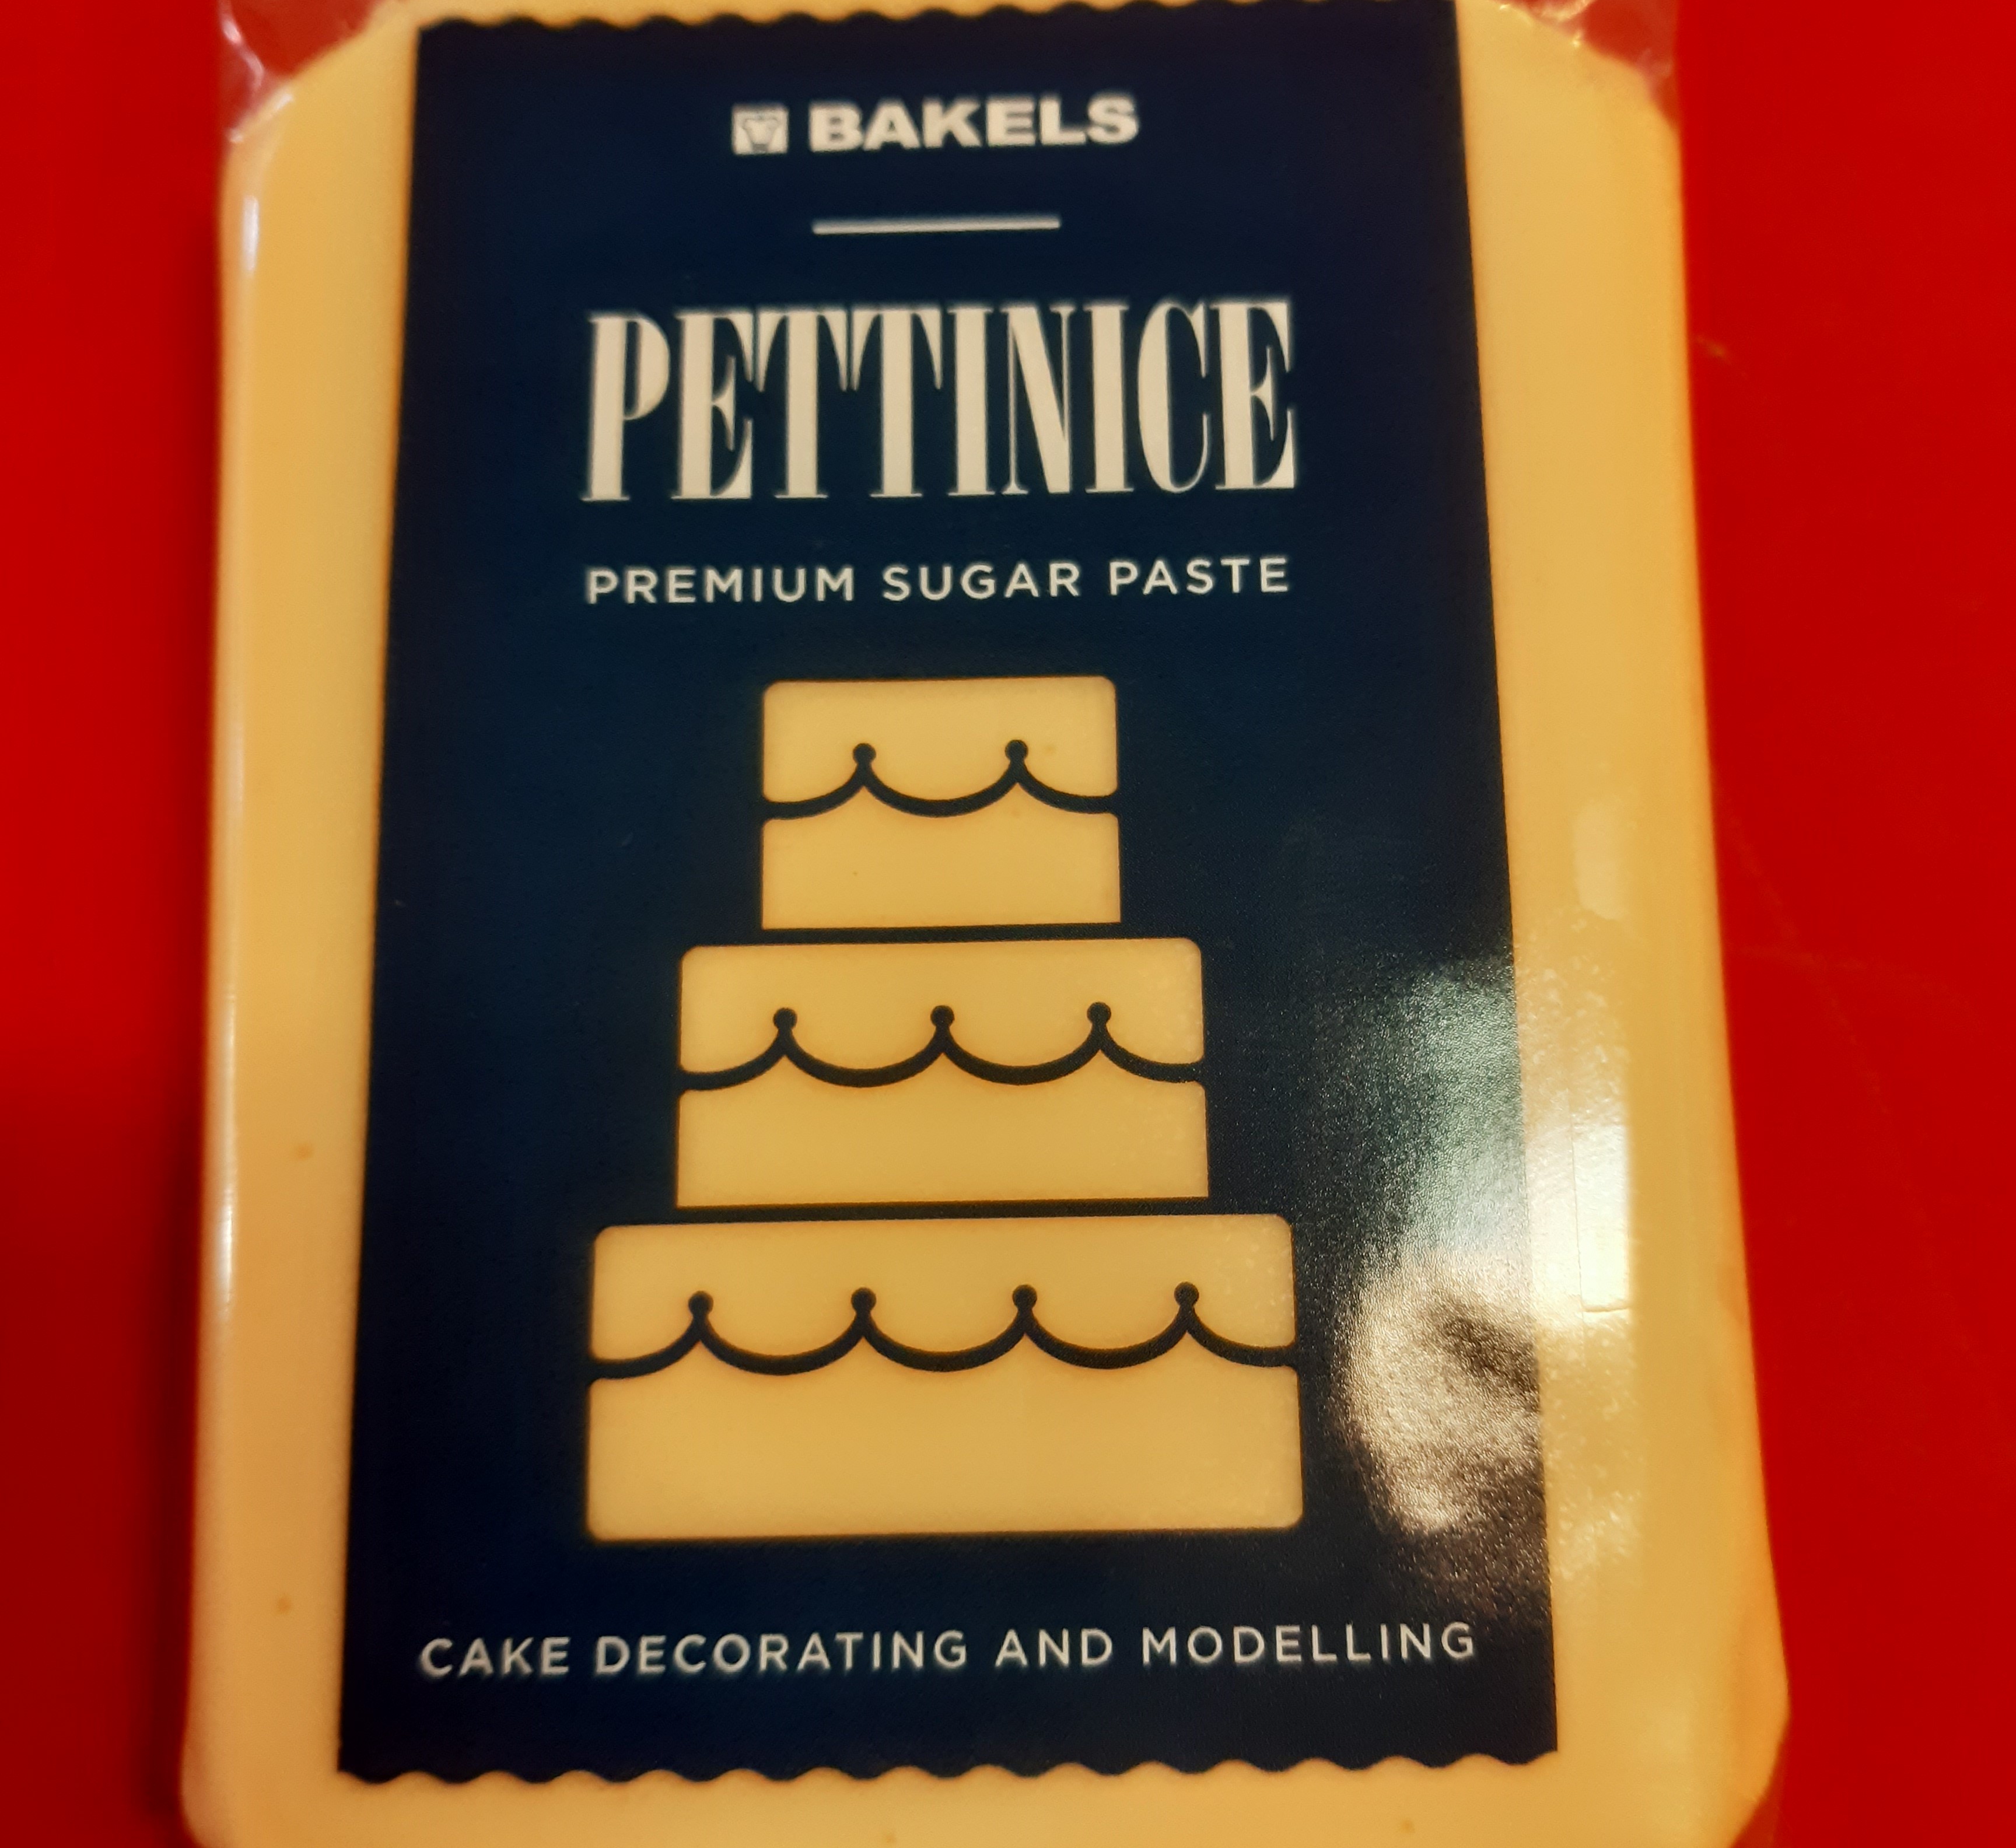 BAKELS
PETTINICE
PREMIUM SUGAR PASTE
CAKE DECORATING AND MODELLING